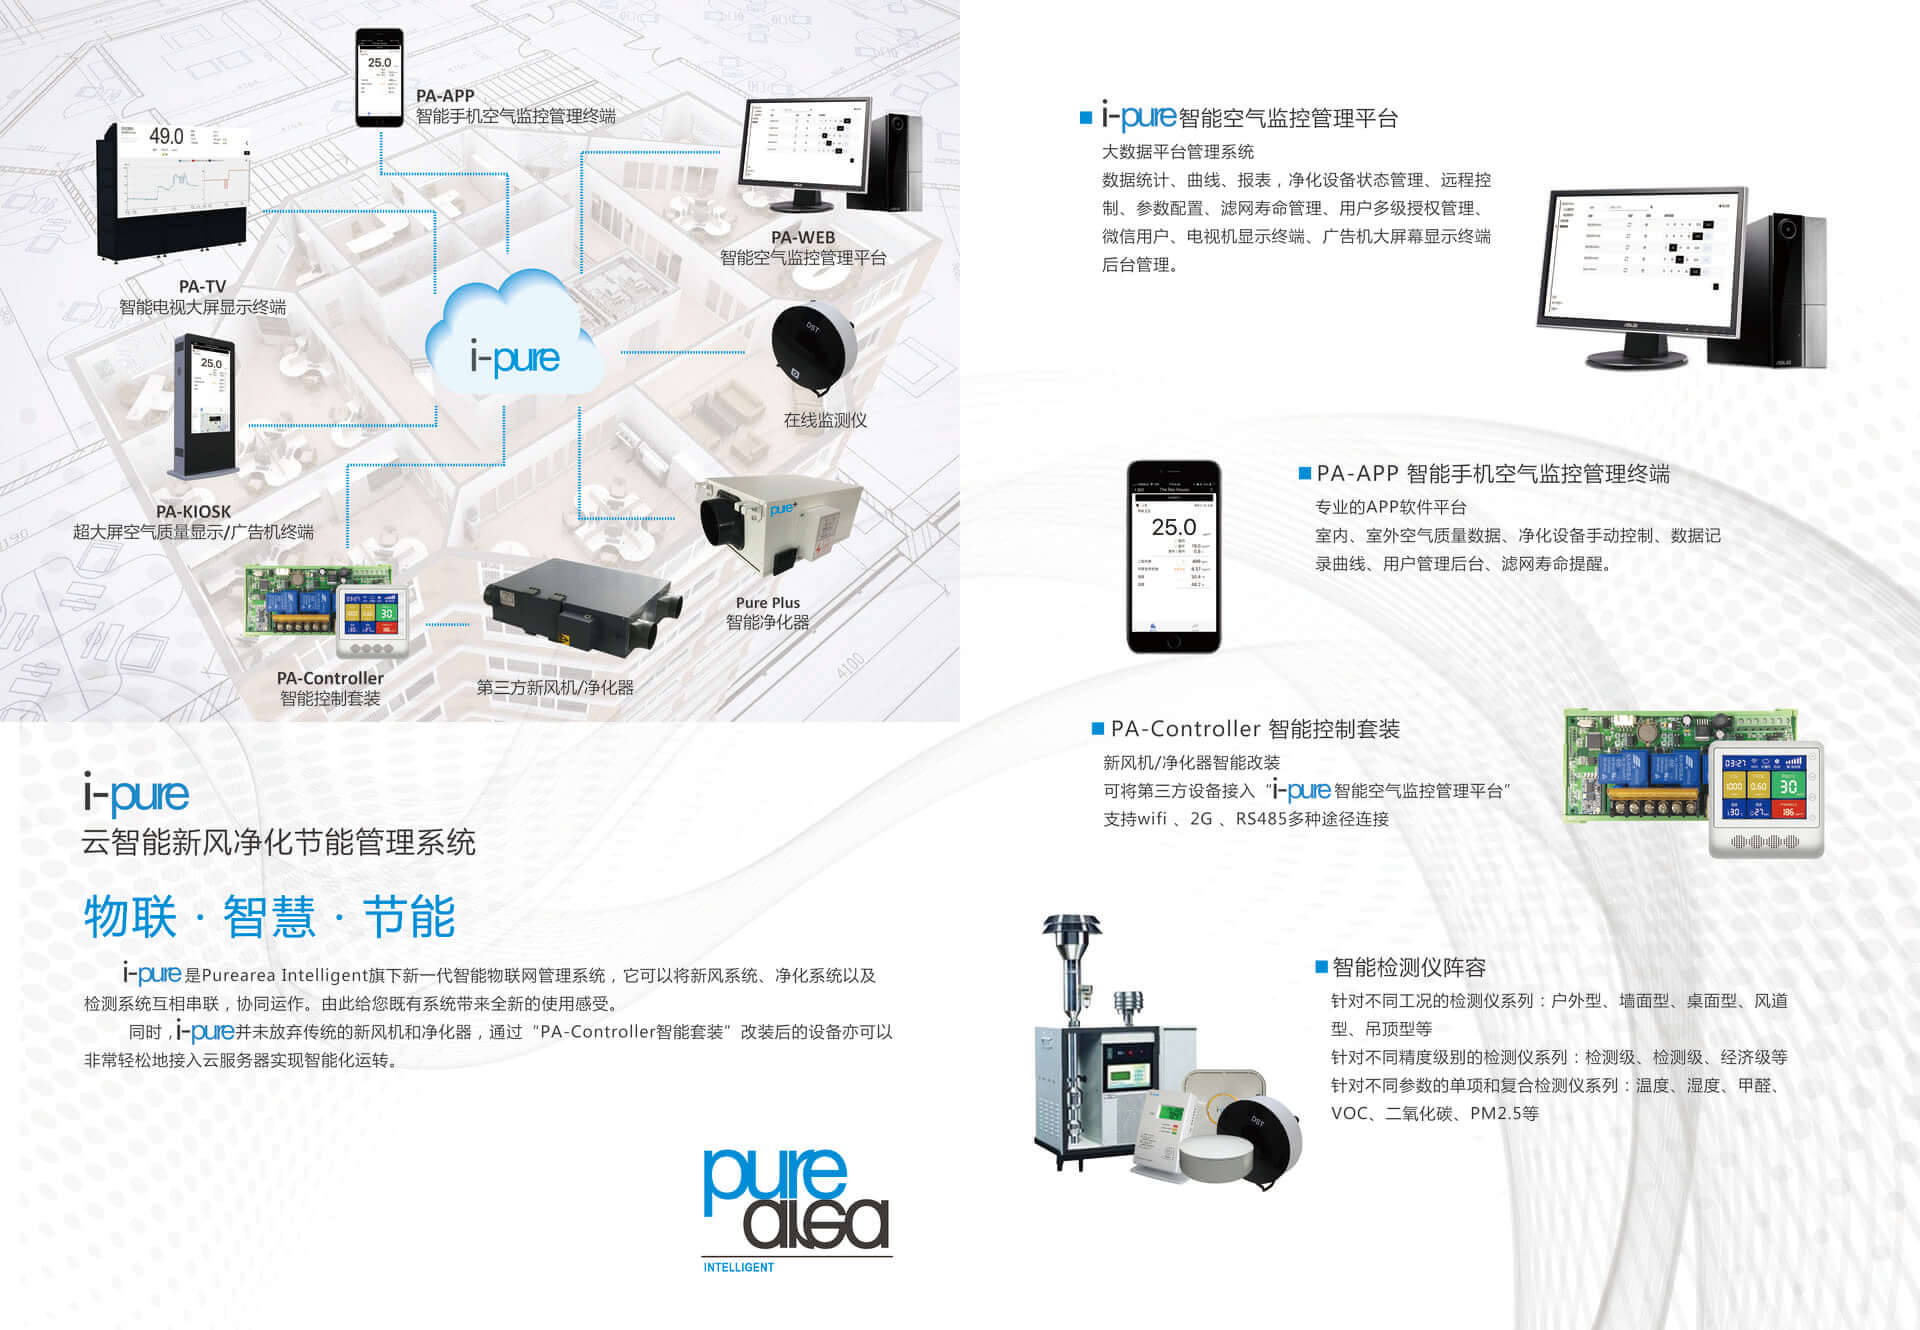 PA-APP
智能手机空气监控管理终端
25.0
49.0
PA-WEB
智能空气监控管理平台
PA-TV
智能电视大屏显示终端
i-pure
DST
在线监测仪
25.0
PA-KIOSK
超大屏空气质量显示/广告机终端
pure+
Pure Plus
智能净化器
PA-Controller
智能控制套装
第三方新风机/净化器
4100
i-pure
云智能新风净化节能管理系统
物联·智慧·节能
i-pure是Purearea Intelligent旗下新一代智能物联网管理系统，它可以将新风系统、净化系统以及
检测系统互相串联，协同运作。由此给您既有系统带来全新的使用感受。
同时，i-pure并未放弃传统的新风机和净化器，通过“PA-Controller智能套装”改装后的设备亦可以
非常轻松地接入云服务器实现智能化运转。
pure
area
INTELLIGENT
i-pure智能空气监控管理平台
大数据平台管理系统
数据统计、曲线、报表，净化设备状态管理、远程控
制、参数配置、滤网寿命管理、用户多级授权管理、
微信用户、电视机显示终端、广告机大屏幕显示终端
后台管理。
PA-APP 智能手机空气监控管理终端
专业的APP软件平台
室内、室外空气质量数据、净化设备手动控制、数据记
录曲线、用户管理后台、滤网寿命提醒。
25.0
PA-Controller 智能控制套装
新风机/净化器智能改装
可将第三方设备接入“i-pure智能空气监控管理平台”
支持wifi 、2G 、RS485多种途径连接
03:27
1000
0.60
30
130
27
186
智能检测仪阵容
针对不同工况的检测仪系列：户外型、墙面型、桌面型、风道
型、吊顶型等
针对不同精度级别的检测仪系列：检测级、检测级、经济级等
针对不同参数的单项和复合检测仪系列：温度、湿度、甲醛、
VOC、二氧化碳、PM2.5等
DST